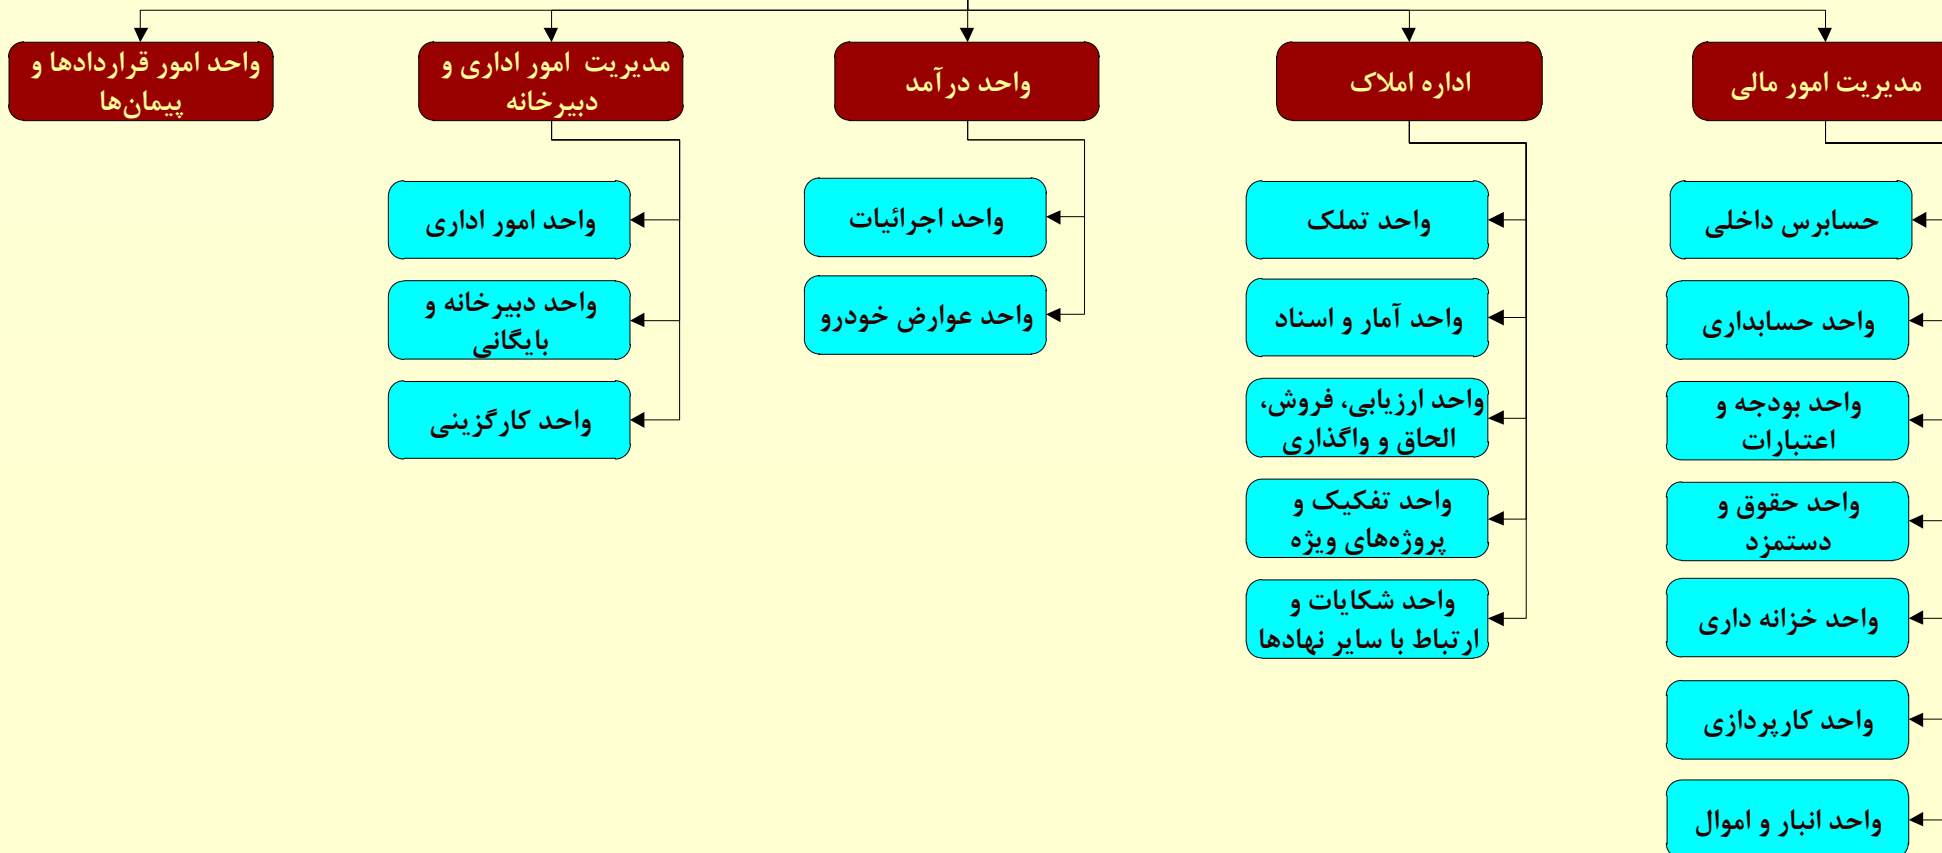 مدیریت امور مالی
حسابرس داخلی
واحد حسابداری
واحد بودجه و
اعتبارات
واحد حقوق و
دستمزد
واحد خزانه داری
واحد کارپردازی
واحد انبار و اموال
اداره املاک
واحد تملک
واحد آمار و اسناد
واحد ارزیابی، فروش،
الحاق و واگذاری
واحد تفکیک و
پروژه‌های ویژه
واحد شکایات و
ارتباط با سایر نهادها
واحد درآمد
واحد اجرائیات
واحد عوارض خودرو
مدیریت امور اداری و
دبیرخانه
واحد امور اداری
واحد دبیرخانه و
بایگانی
واحد کارگزینی
واحد امور قراردادها و
پیمان‌ها